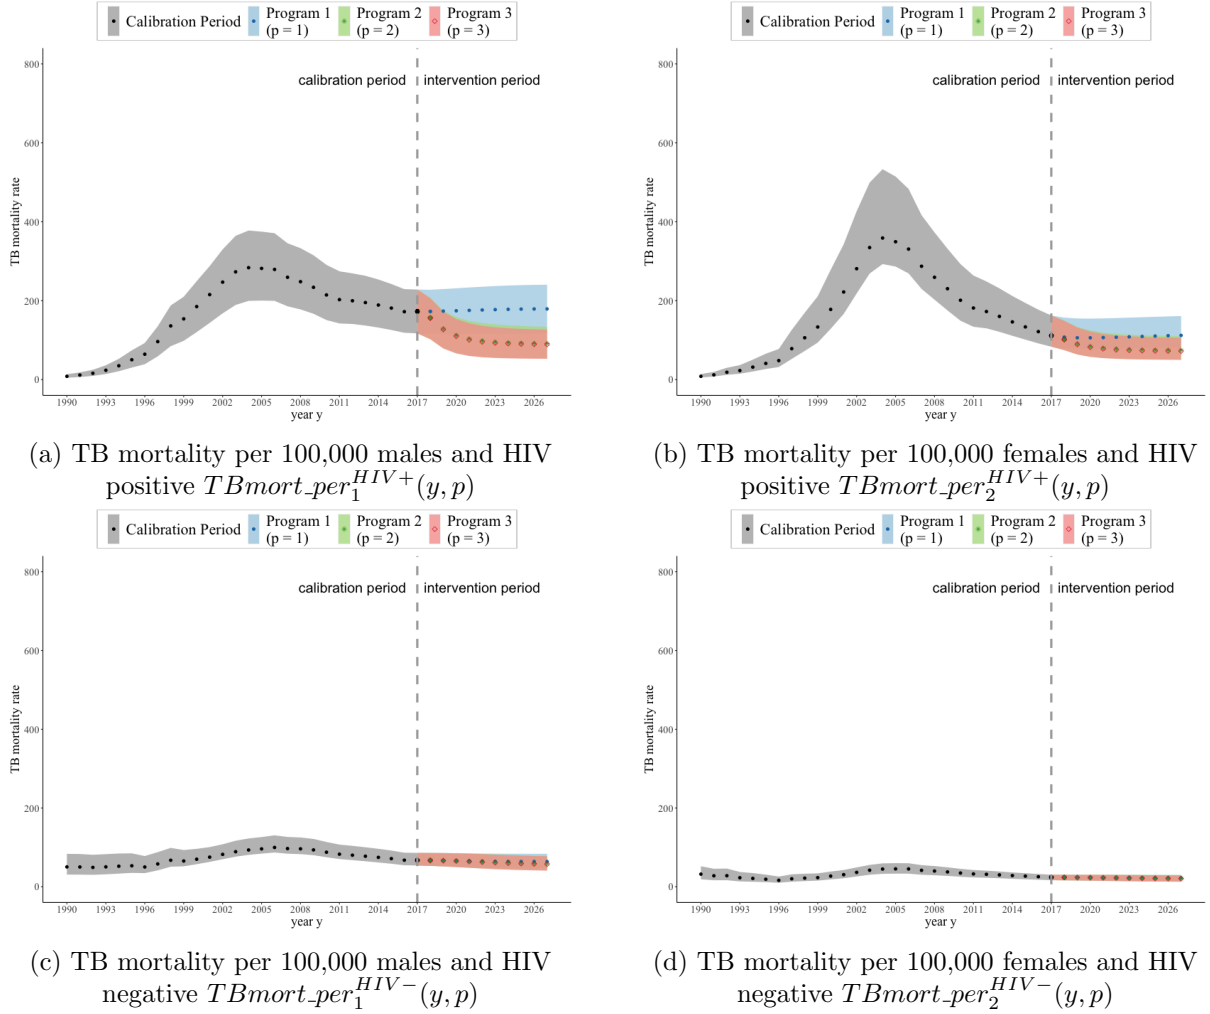 Calibration Period Program 1 (p = 1) Program 2 (p = 2) Program 3 (p = 3)
calibration period intervention period
TB mortality rate
800
600
400
200
0
1990 1993 1996 1999 2002 2005 2008 2011 2014 2017 2020 2023 2026
year y
(a) TB mortality per 100,000 males and HIV
positive TBmort_per_1^{HIV+}(y, p)
Calibration Period Program 1 (p = 1) Program 2 (p = 2) Program 3 (p = 3)
calibration period intervention period
TB mortality rate
800
600
400
200
0
1990 1993 1996 1999 2002 2005 2008 2011 2014 2017 2020 2023 2026
year y
(b) TB mortality per 100,000 females and HIV
positive TBmort_per_2^{HIV+}(y, p)
Calibration Period Program 1 (p = 1) Program 2 (p = 2) Program 3 (p = 3)
calibration period intervention period
TB mortality rate
800
600
400
200
0
1990 1993 1996 1999 2002 2005 2008 2011 2014 2017 2020 2023 2026
year y
(c) TB mortality per 100,000 males and HIV
negative TBmort_per_1^{HIV−}(y, p)
Calibration Period Program 1 (p = 1) Program 2 (p = 2) Program 3 (p = 3)
calibration period intervention period
TB mortality rate
800
600
400
200
0
1990 1993 1996 1999 2002 2005 2008 2011 2014 2017 2020 2023 2026
year y
(d) TB mortality per 100,000 females and HIV
negative TBmort_per_2^{HIV−}(y, p)